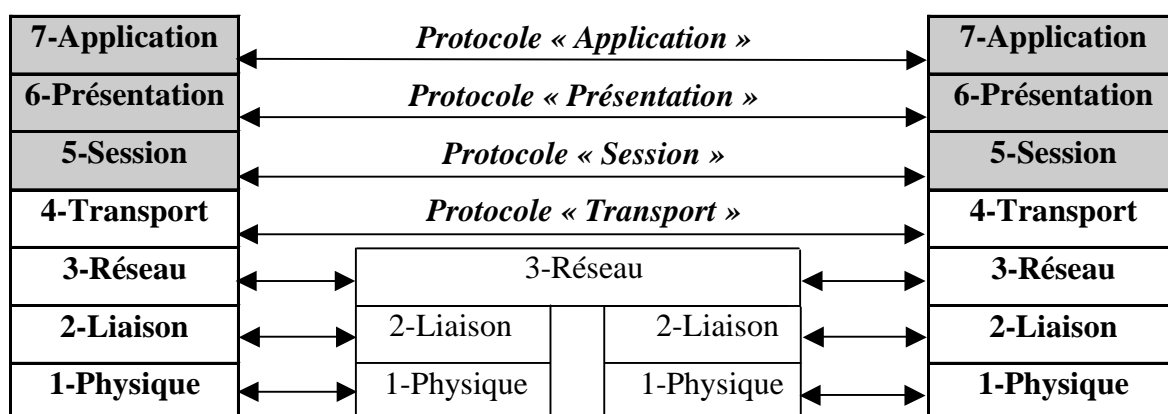 7-Application Protocole « Application » 7-Application
6-Présentation Protocole « Présentation » 6-Présentation
5-Session Protocole « Session » 5-Session
4-Transport Protocole « Transport » 4-Transport
3-Réseau 3-Réseau 3-Réseau
2-Liaison 2-Liaison 2-Liaison 2-Liaison
1-Physique 1-Physique 1-Physique 1-Physique